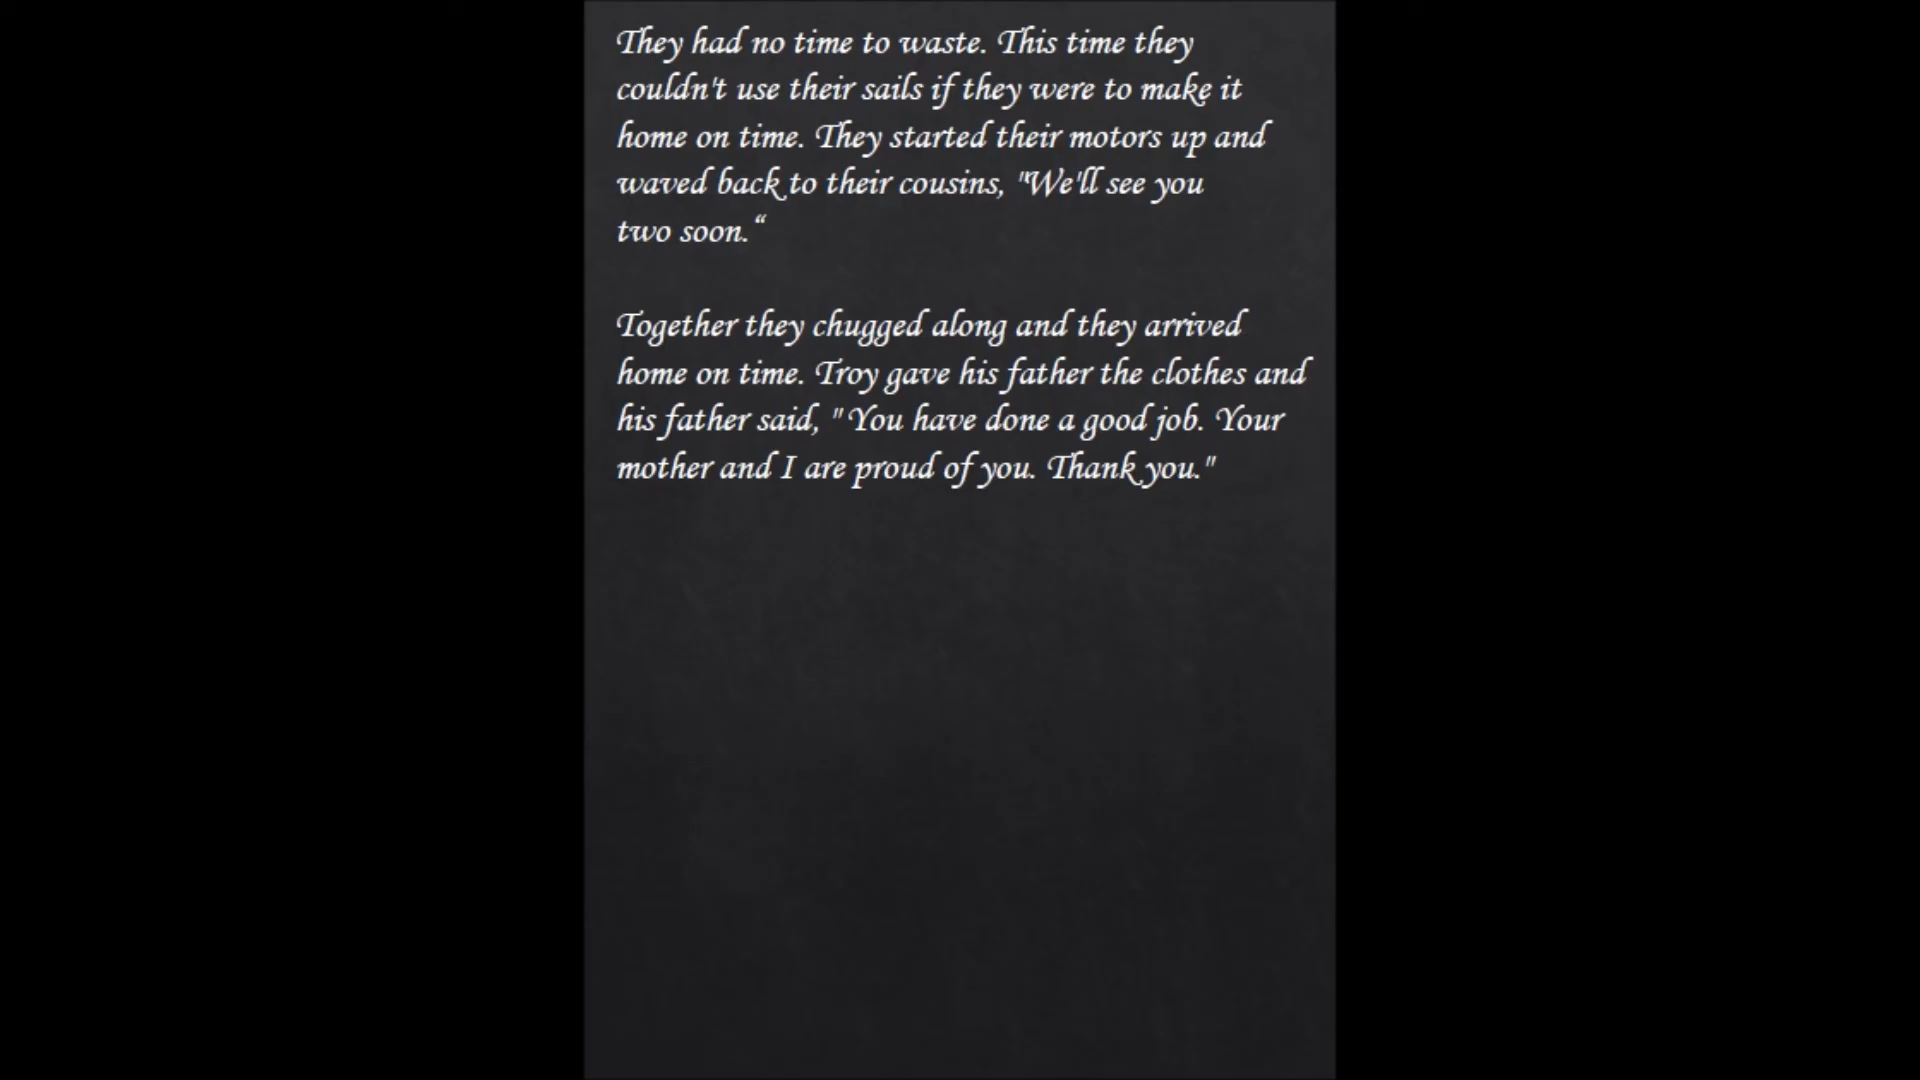 They had no time to waste. This time they
couldn't use their sails if they were to make it
home on time. They started their motors up and
waved back to their cousins, "We'll see you
two soon.“
Together they chugged along and they arrived
home on time. Troy gave his father the clothes and
his father said, " You have done a good job. Your
mother and I are proud of you. Thank you."